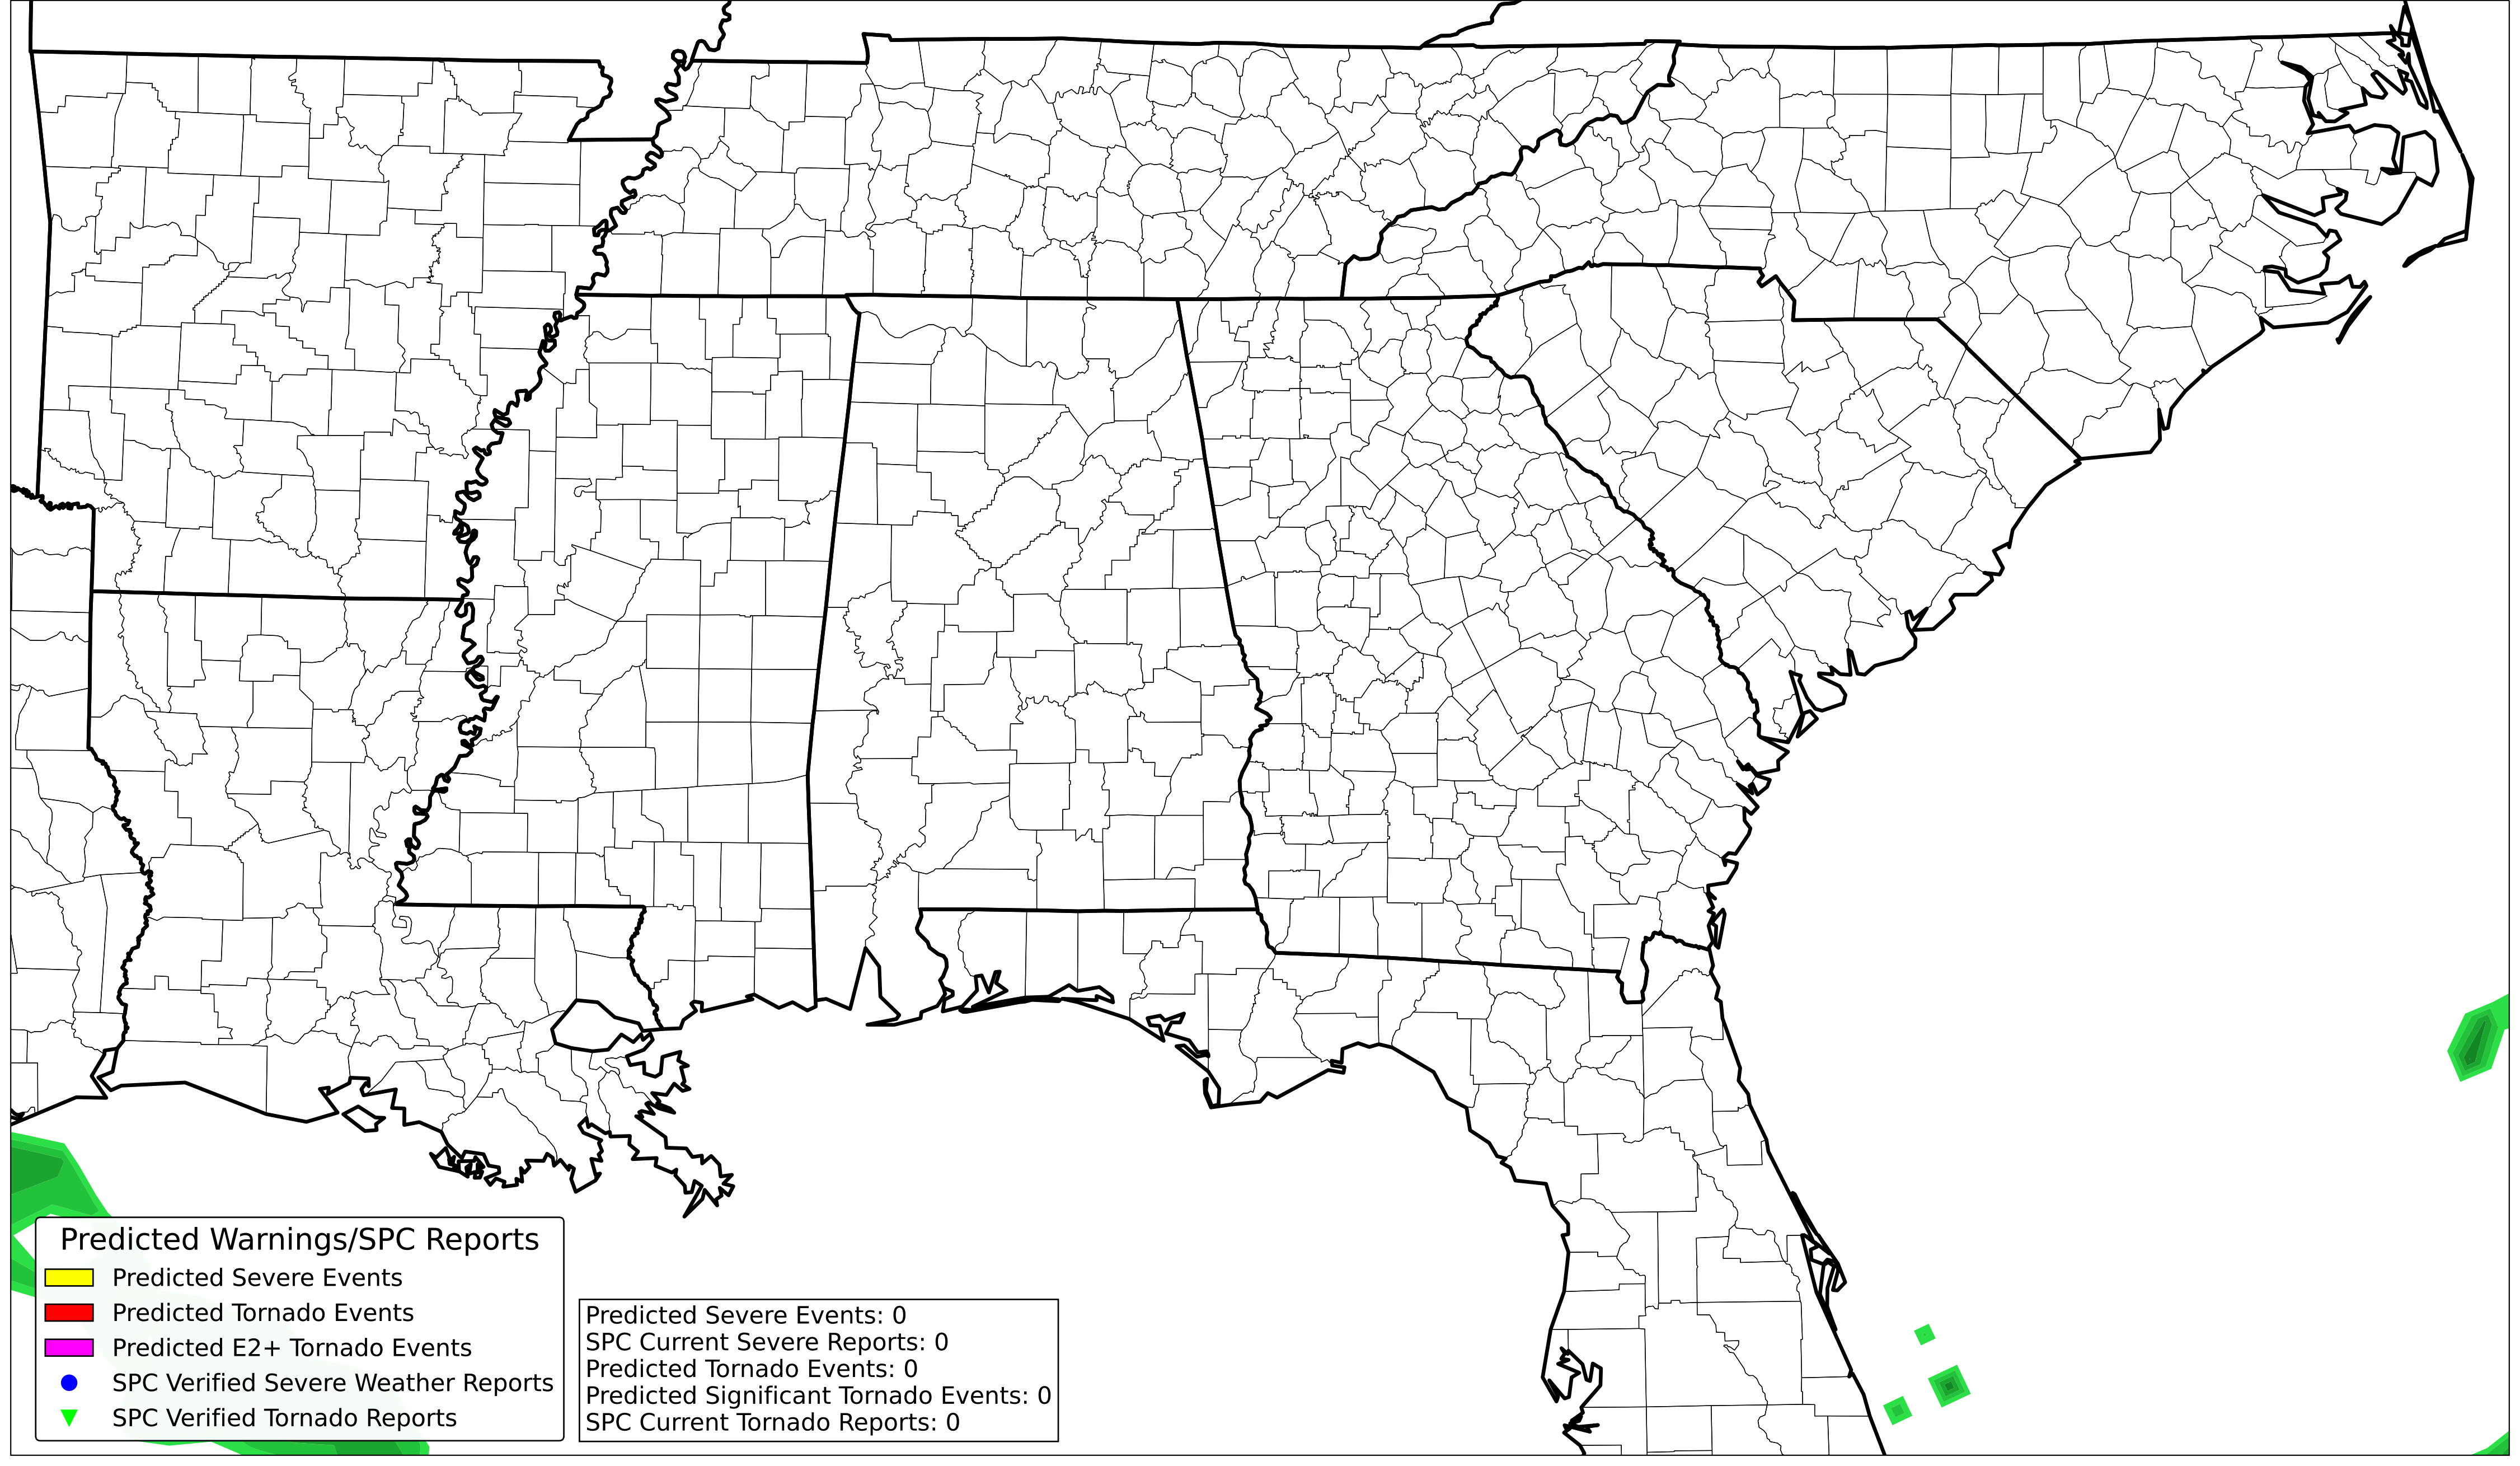 Predicted Warnings/SPC Reports
Predicted Severe Events
Predicted Tornado Events
Predicted E2+ Tornado Events
SPC Verified Severe Weather Reports
SPC Verified Tornado Reports
Predicted Severe Events: 0
SPC Current Severe Reports: 0
Predicted Tornado Events: 0
Predicted Significant Tornado Events: 0
SPC Current Tornado Reports: 0